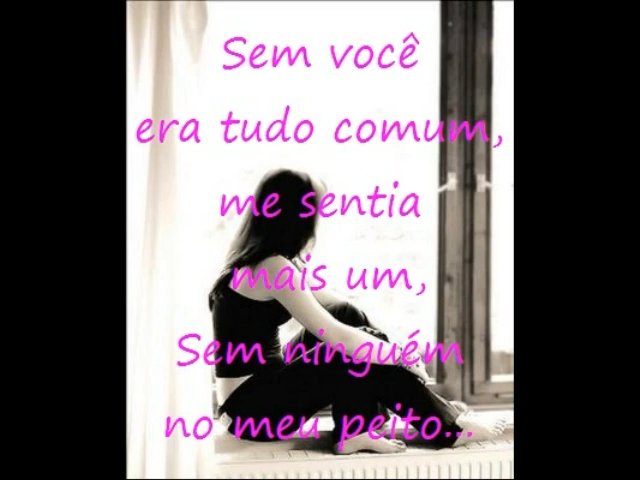 Sem você
era tudo comum,
me sentia
mais um,
Sem ninguém
no meu peito...